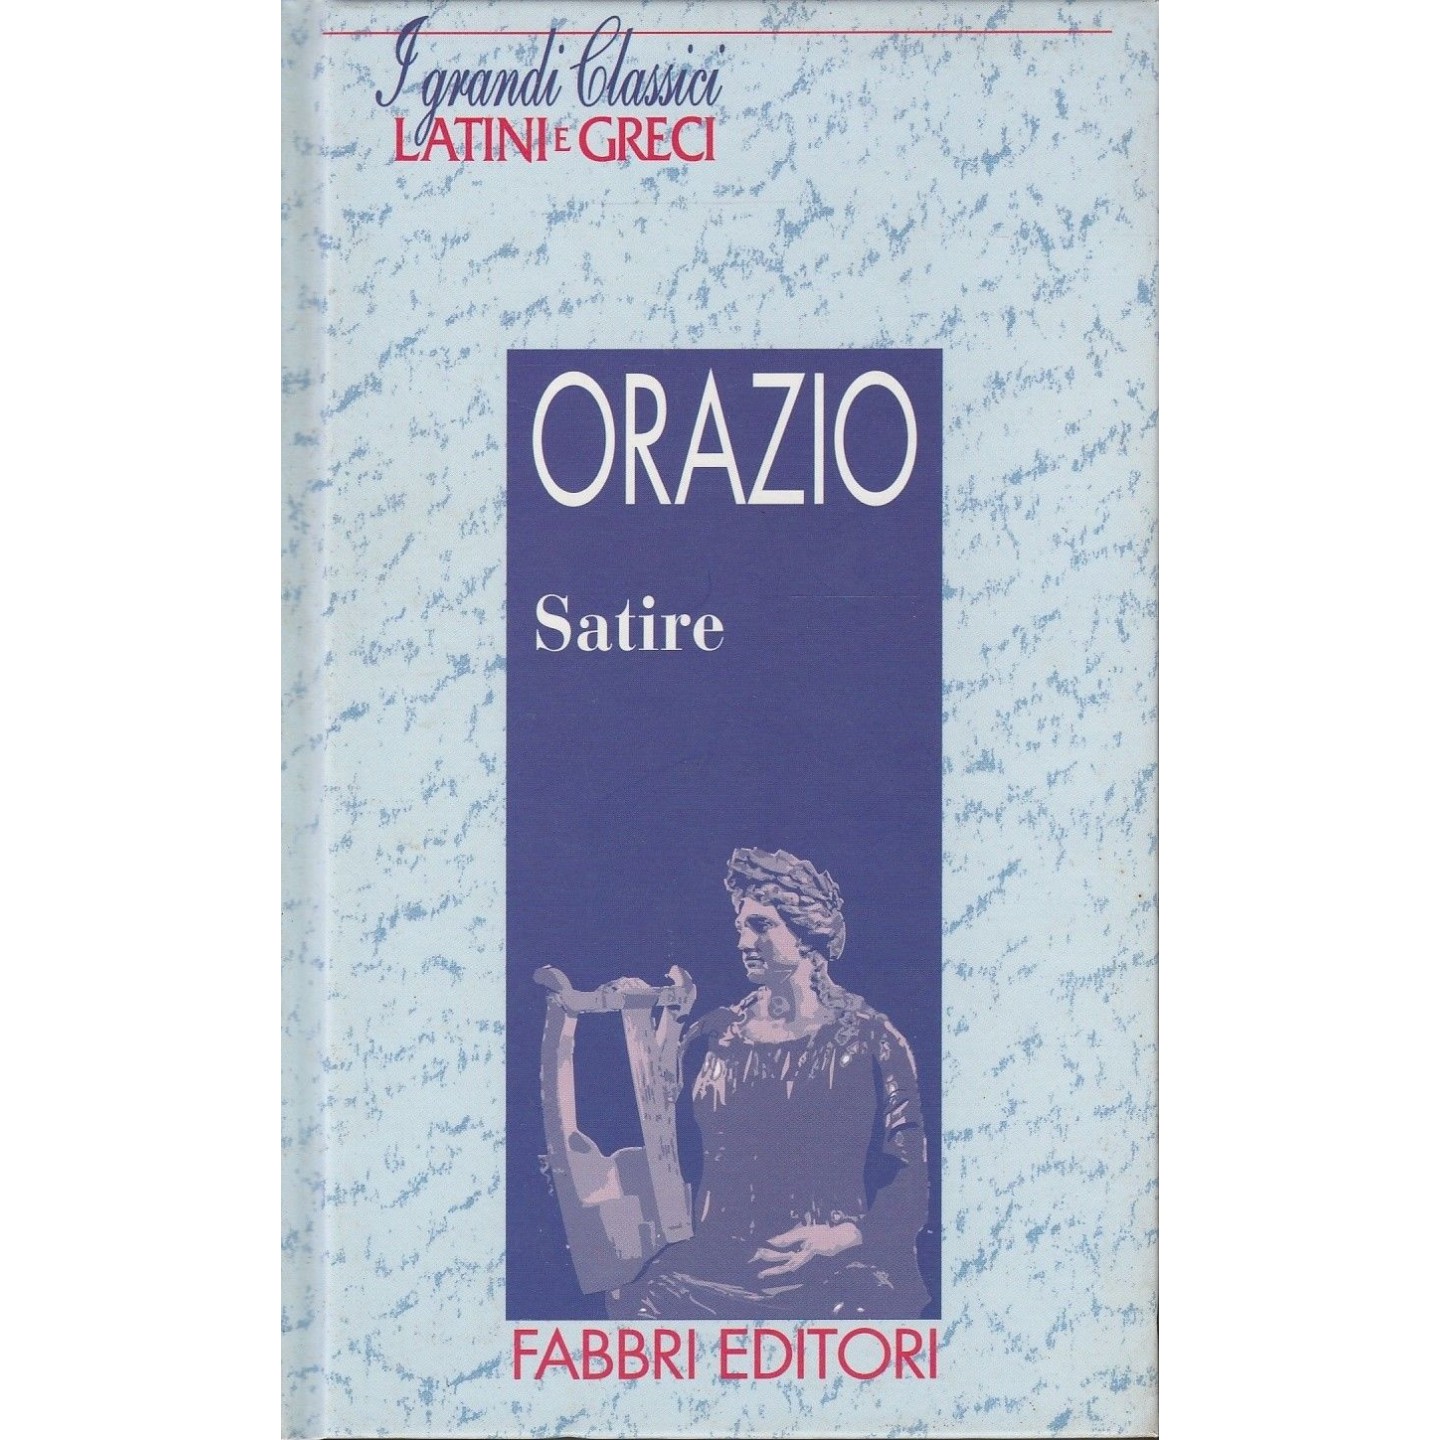 I grandi Classici
LATINI E GRECI
ORAZIO
Satire
FABBRI EDITORI